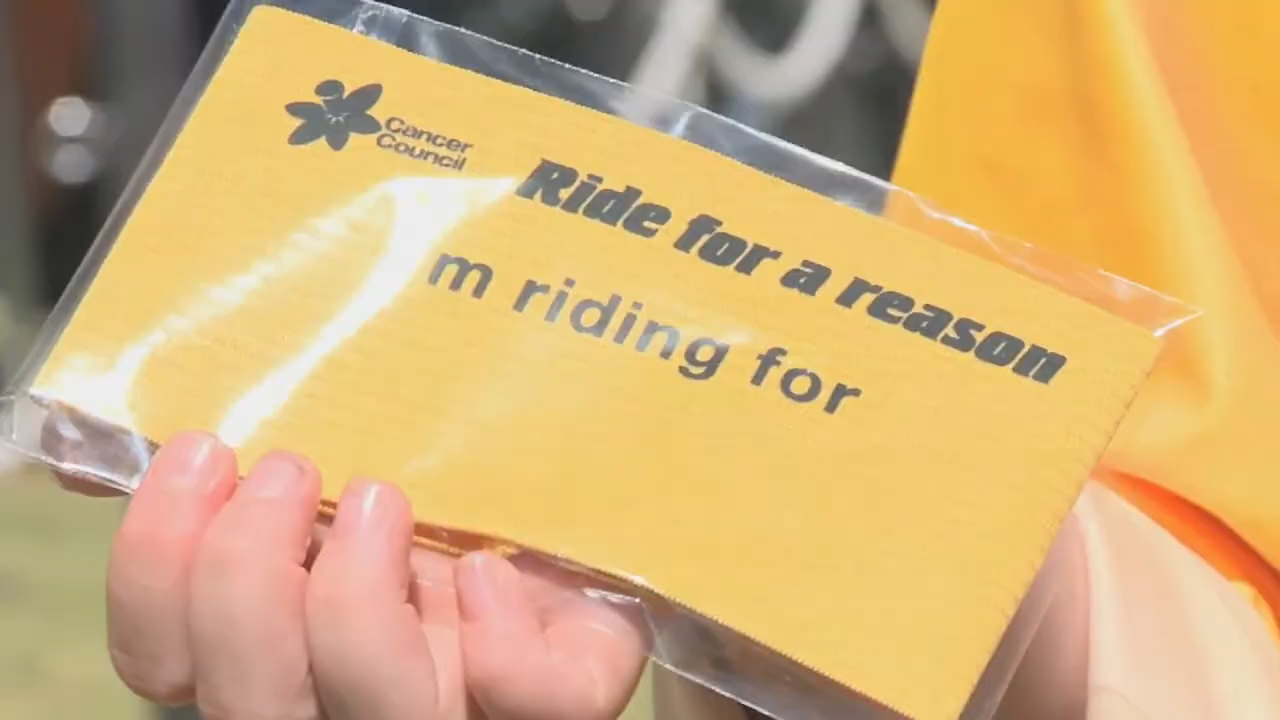 Cancer
Council
Ride for a reason
m riding for